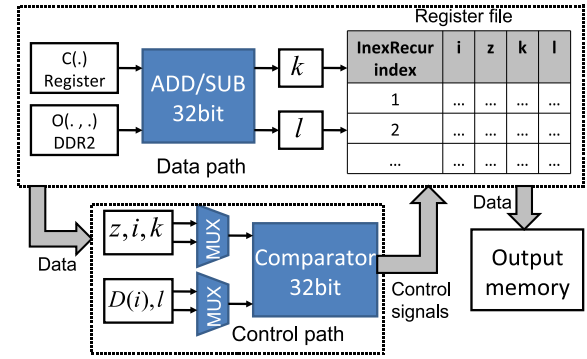 Register file
C(.)
Register
ADD/SUB
32bit
k
InexRecur
index
i
z
k
l
1
... ... ... ...
O(. , .)
DDR2
l
2
... ... ... ...
...
... ... ... ...
Data path
Data
z, i, k
MUX
D(i), l
MUX
Comparator
32bit
Control path
Control
signals
Data
Output
memory